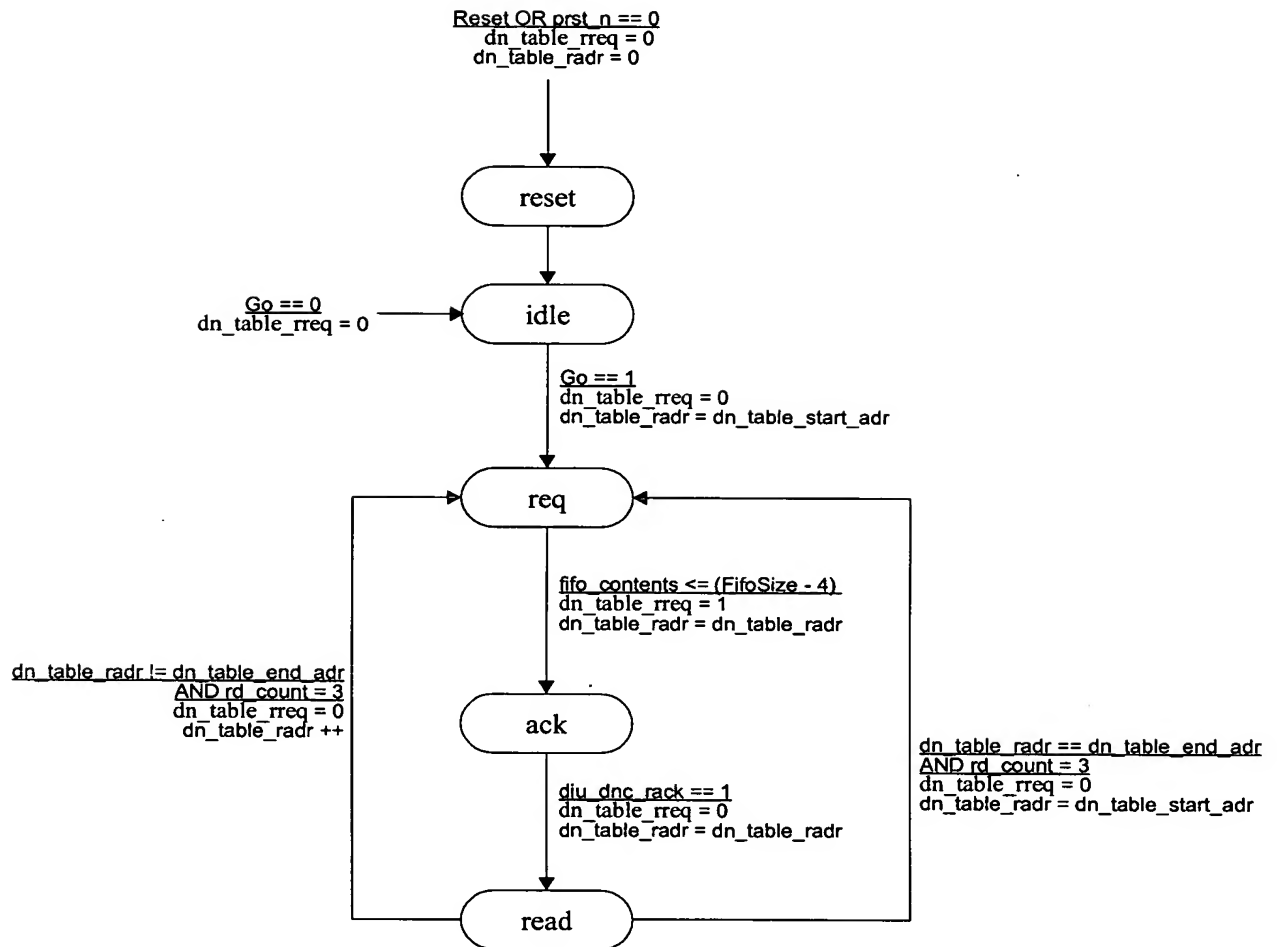 Reset OR prst_n == 0
dn_table_rreq = 0
dn_table_radr = 0
reset
Go == 0
dn_table_rreq = 0
idle
Go == 1
dn_table_rreq = 0
dn_table_radr = dn_table_start_adr
req
fifo_contents <= (FifoSize - 4)
dn_table_rreq = 1
dn_table_radr = dn_table_radr
dn_table_radr != dn_table_end_adr
AND rd_count = 3
dn_table_rreq = 0
dn_table_radr ++
ack
dn_table_radr == dn_table_end_adr
AND rd_count = 3
dn_table_rreq = 0
dn_table_radr = dn_table_start_adr
diu_dnc_rack == 1
dn_table_rreq = 0
dn_table_radr = dn_table_radr
read